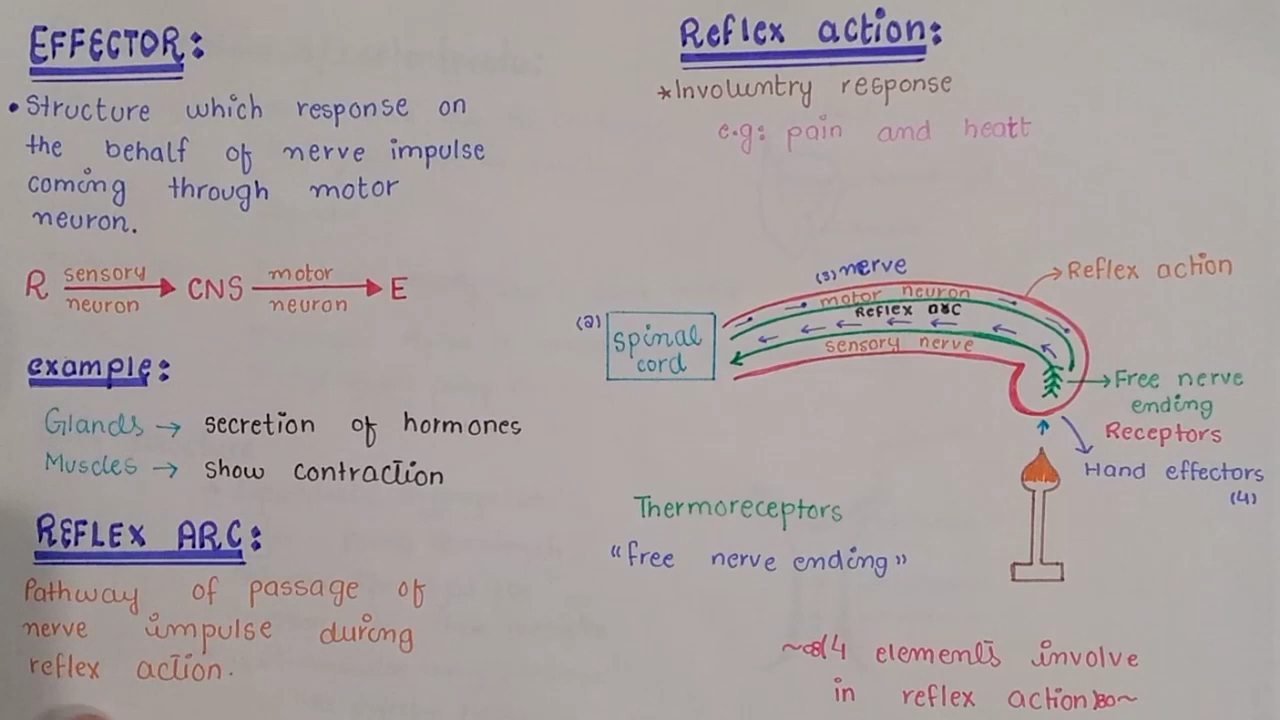 EFFECTOR:
• Structure which response on
the behalf of nerve impulse
coming through motor
neuron.
R sensory neuron → CNS motor neuron → E
example:
Glands → secretion of hormones
Muscles → show contraction
REFLEX ARC:
Pathway of passage of
nerve impulse during
reflex action.
Reflex action:
*Involuntry response
e.g: pain and heatt
(3) nerve
Reflex action
motor neuron
Reflex arc
(2)
spinal
cord
sensory nerve
Free nerve
ending
Receptors
Hand effectors
(4)
Thermoreceptors
"free nerve ending"
4 elements involve
in reflex action